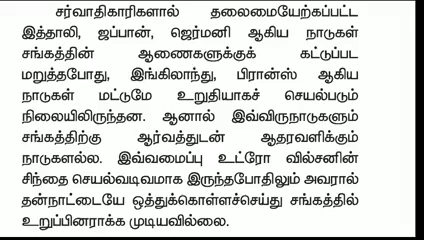 சர்வாதிகாரிகளால் தலைமையேற்கப்பட்ட
இத்தாலி, ஜப்பான், ஜெர்மனி ஆகிய நாடுகள்
சங்கத்தின் ஆணைகளுக்குக் கட்டுப்பட
மறுத்தபோது, இங்கிலாந்து, பிரான்ஸ் ஆகிய
நாடுகள் மட்டுமே உறுதியாகச் செயல்படும்
நிலையிலிருந்தன. ஆனால் இவ்விருநாடுகளும்
சங்கத்திற்கு ஆர்வத்துடன் ஆதரவளிக்கும்
நாடுகளல்ல. இவ்வமைப்பு உட்ரோ வில்சனின்
சிந்தை செயல்வடிவமாக இருந்தபோதிலும் அவரால்
தன்நாட்டையே ஒத்துக்கொள்ளச்செய்து சங்கத்தில்
உறுப்பினராக்க முடியவில்லை.